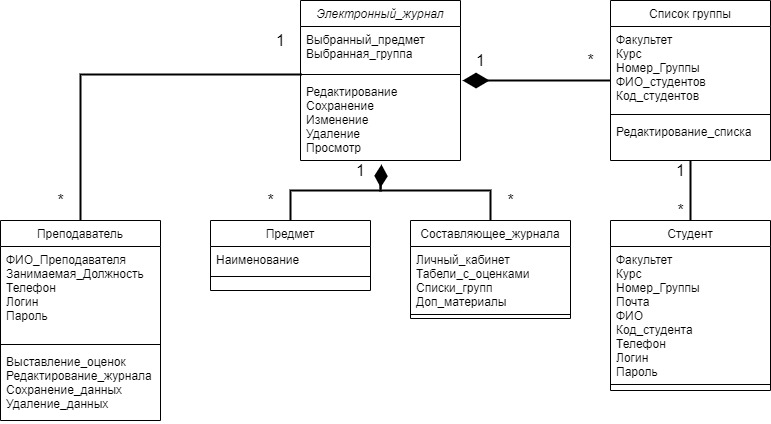 Электронный_журнал
Выбранный_предмет
Выбранная_группа
Редактирование
Сохранение
Изменение
Удаление
Просмотр
Список группы
Факультет
Курс
Номер_Группы
ФИО_студентов
Код_студентов
Редактирование_списка
1
1
*
1
1
*
*
*
*
Преподаватель
ФИО_Преподавателя
Занимаемая_Должность
Телефон
Логин
Пароль
Выставление_оценок
Редактирование_журнала
Сохранение_данных
Удаление_данных
Предмет
Наименование
Составляющее_журнала
Личный_кабинет
Табели_с_оценками
Списки_групп
Доп_материалы
Студент
Факультет
Курс
Номер_Группы
Почта
ФИО
Код_студента
Телефон
Логин
Пароль